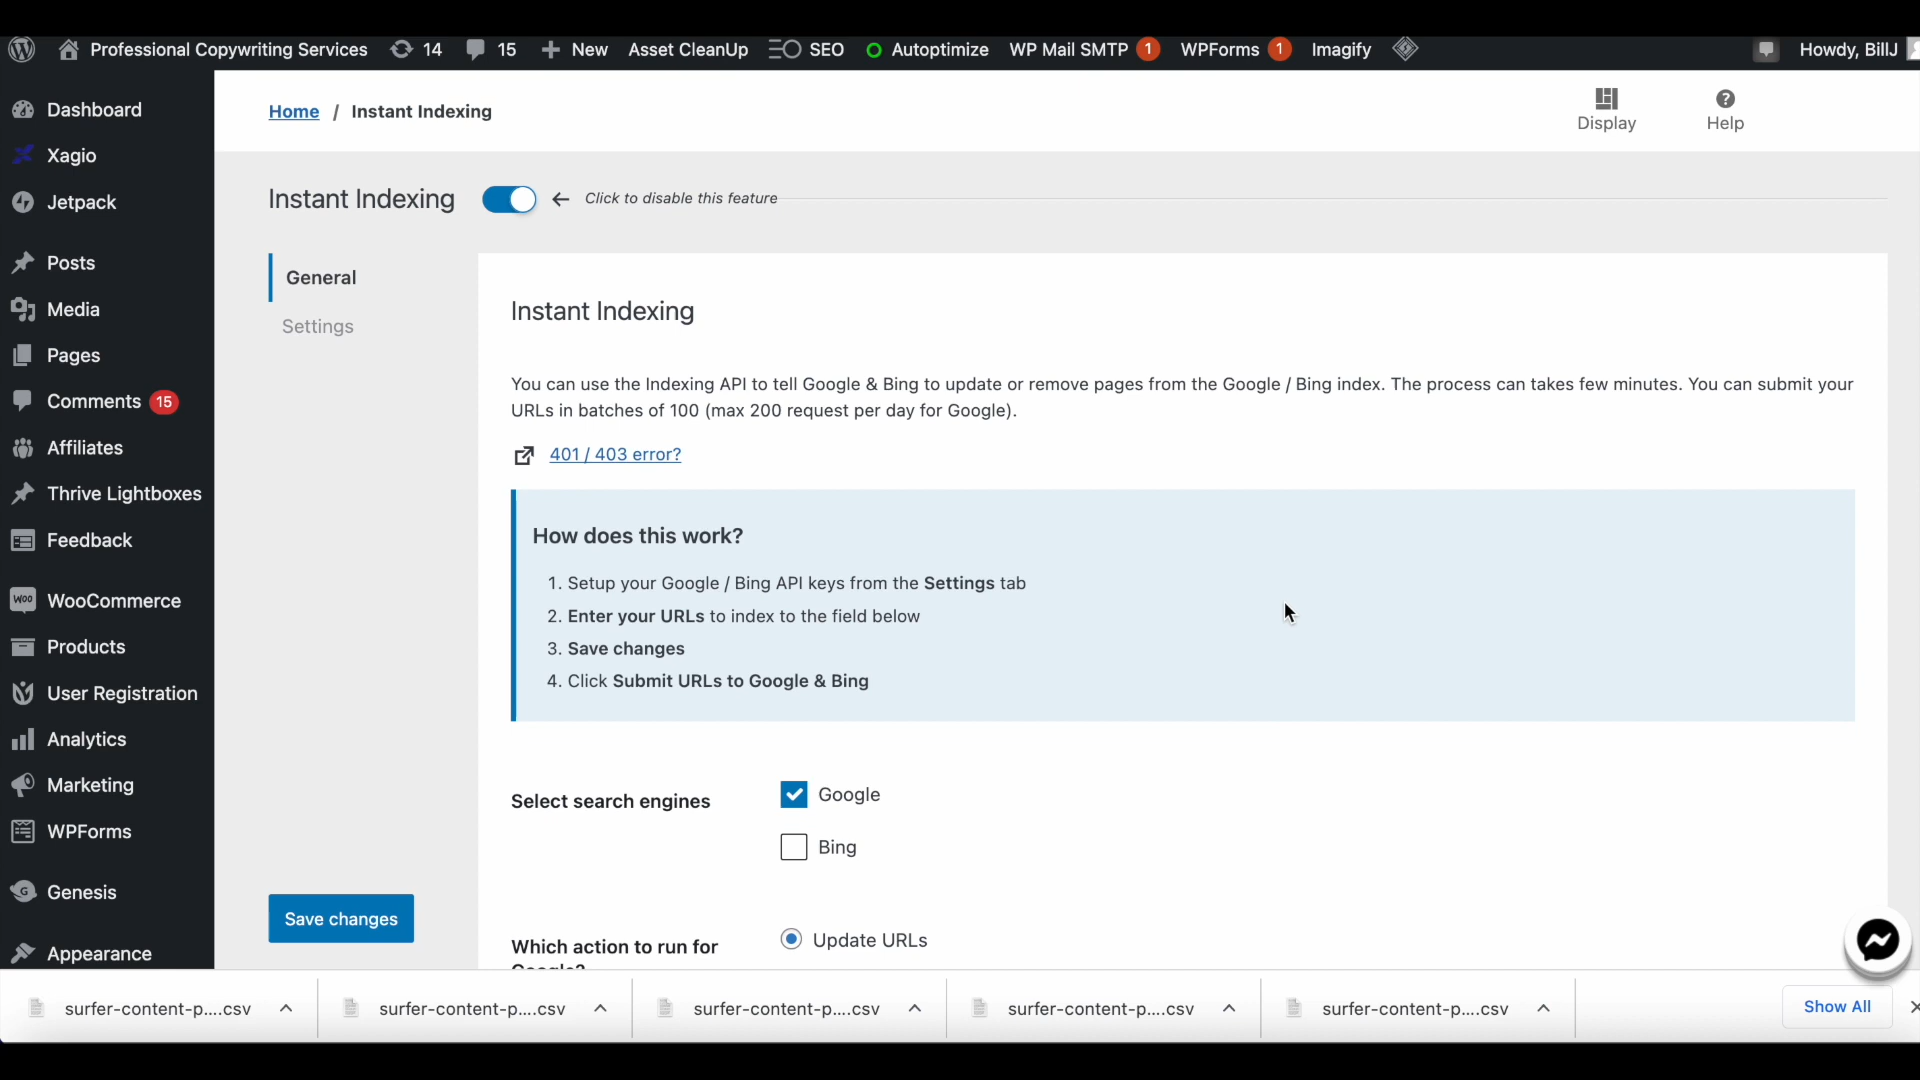 Professional Copywriting Services 14 15 New Asset CleanUp SEO Autoptimize WP Mail SMTP 1 WPForms 1 Imagify Howdy, BillJ
Dashboard
Xagio
Jetpack
Posts
Media
Pages
Comments 15
Affiliates
Thrive Lightboxes
Feedback
WooCommerce
Products
User Registration
Analytics
Marketing
WPForms
Genesis
Appearance
Home / Instant Indexing
Display
Help
Instant Indexing
Click to disable this feature
General
Settings
Save changes
Instant Indexing
You can use the Indexing API to tell Google & Bing to update or remove pages from the Google / Bing index. The process can takes few minutes. You can submit your
URLs in batches of 100 (max 200 request per day for Google).
401 / 403 error?
How does this work?
1. Setup your Google / Bing API keys from the Settings tab
2. Enter your URLs to index to the field below
3. Save changes
4. Click Submit URLs to Google & Bing
Select search engines
Google
Bing
Which action to run for
Google?
Update URLs
surfer-content-p....csv surfer-content-p....csv surfer-content-p....csv surfer-content-p....csv surfer-content-p....csv Show All